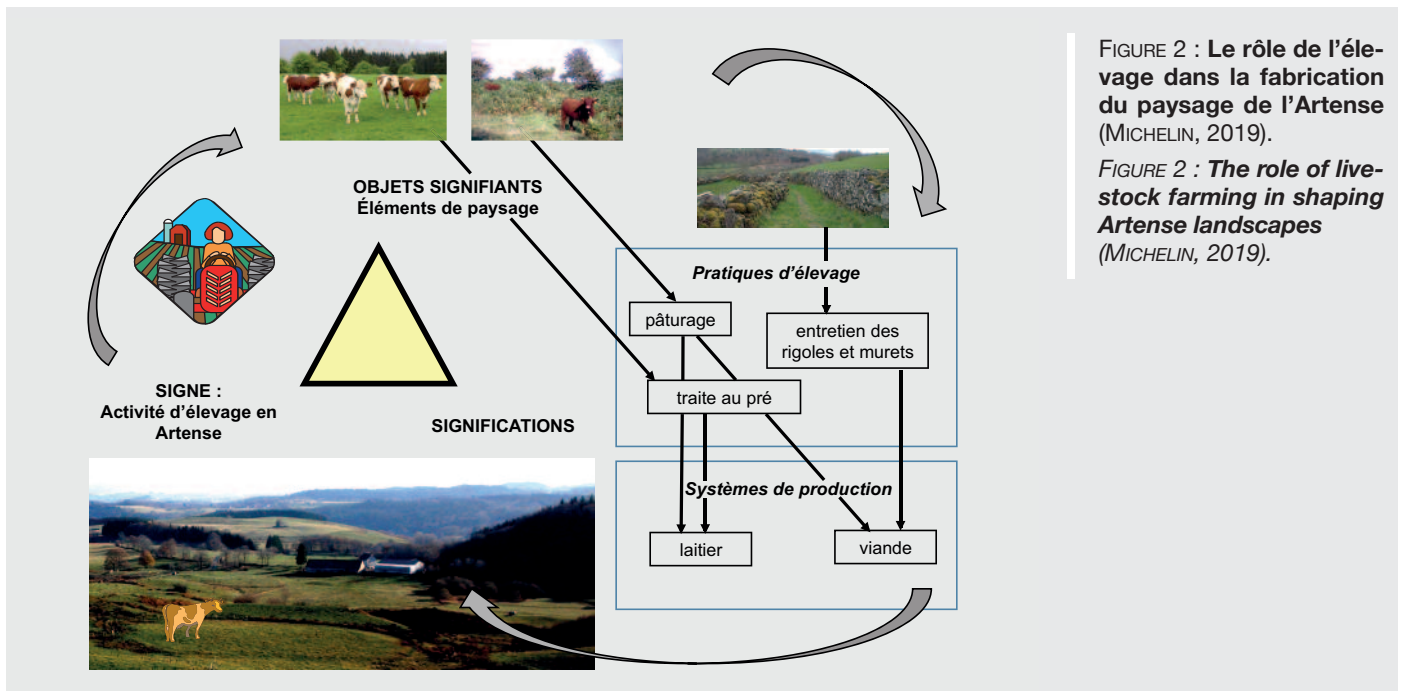 OBJETS SIGNIFIANTS
Éléments de paysage
SIGNE :
Activité d'élevage en
Artense
SIGNIFICATIONS
Pratiques d'élevage
pâturage
entretien des
rigoles et murets
traite au pré
Systèmes de production
laitier
viande
FIGURE 2 : Le rôle de l'éle-
vage dans la fabrication
du paysage de l'Artense
(MICHELIN, 2019).
FIGURE 2 : The role of live-
stock farming in shaping
Artense landscapes
(MICHELIN, 2019).